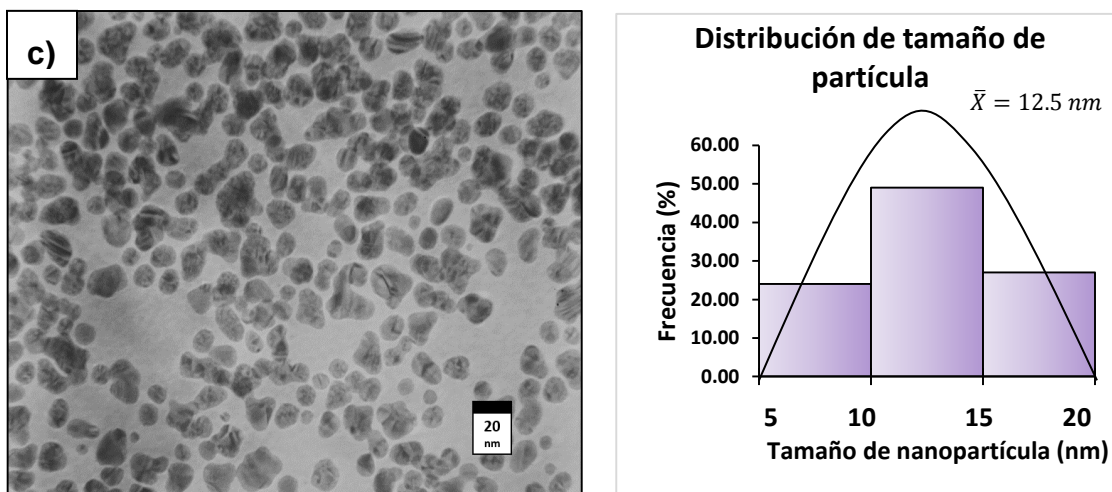 c)
20
nm
Distribución de tamaño de
partícula
X̄ = 12.5 nm
60.00
50.00
40.00
30.00
20.00
10.00
0.00
Frecuencia (%)
5 10 15 20
Tamaño de nanopartícula (nm)